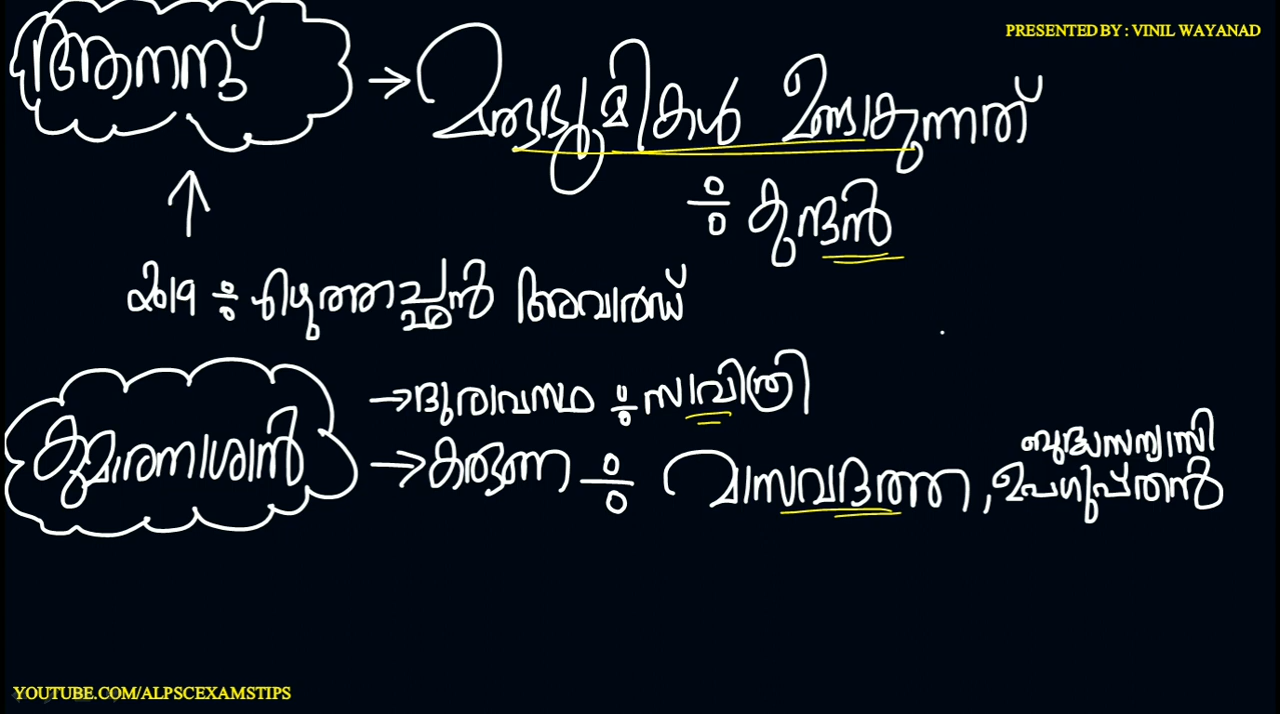 PRESENTED BY : VINIL WAYANAD
ആനന്ദ് → മരുഭൂമികൾ ഉണ്ടാകുന്നത്
÷ കുന്ദൻ
↑
2019 ÷ എഴുത്തച്ഛൻ അവാർഡ്
→ ദുരാവസ്ഥ ÷ സാവിത്രി
കുമാരനാശാൻ → കരുണ ÷ വാസവദത്ത , ഉപഗുപ്തൻ
ബുദ്ധസന്യാസി
YOUTUBE.COM/ALPSCEXAMSTIPS